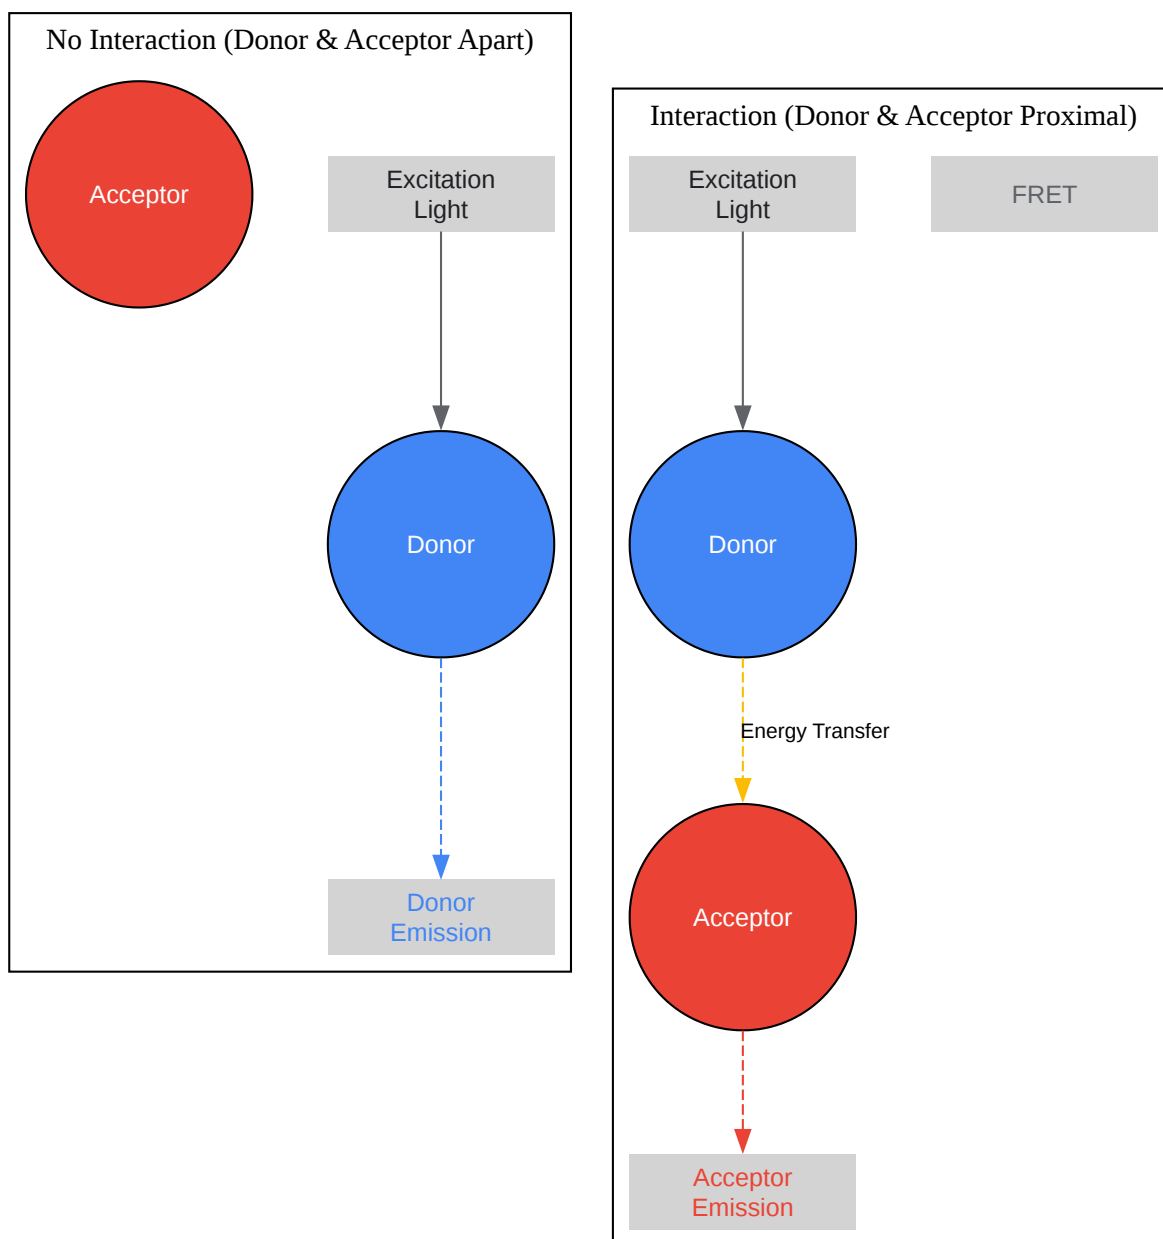 No Interaction (Donor & Acceptor Apart)
Acceptor
Excitation
Light
Donor
Donor
Emission
Interaction (Donor & Acceptor Proximal)
Excitation
Light
FRET
Donor
Energy Transfer
Acceptor
Acceptor
Emission